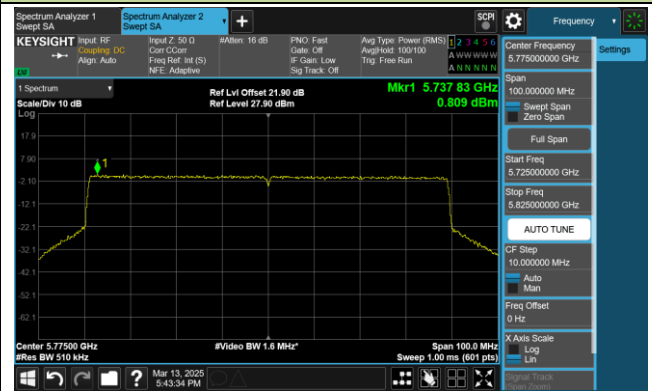 Spectrum Analyzer 1
Swept SA
Spectrum Analyzer 2
Swept SA
SCPI
Frequency
KEYSIGHT
Input: RF
Coupling: DC
Align: Auto
Input Z: 50 Ω
Corr CCorr
Freq Ref: Int (S)
NFE: Adaptive
#Atten: 16 dB
PNO: Fast
Gate: Off
IF Gain: Low
Sig Track: Off
Avg Type: Power (RMS)
Avg|Hold: 100/100
Trig: Free Run
1 2 3 4 5 6
A W W W W W
A N N N N N
Center Frequency
5.775000000 GHz
Settings
Span
100.000000 MHz
Swept Span
Zero Span
Full Span
Start Freq
5.725000000 GHz
Stop Freq
5.825000000 GHz
AUTO TUNE
CF Step
10.000000 MHz
Auto
Man
Freq Offset
0 Hz
X Axis Scale
Log
Lin
Signal Track
(Span Zoom)
1 Spectrum
Scale/Div 10 dB
Log
Ref Lvl Offset 21.90 dB
Ref Level 27.90 dBm
Mkr1 5.737 83 GHz
0.809 dBm
17.9
7.90
-2.10
-12.1
-22.1
-32.1
-42.1
-52.1
-62.1
1
Center 5.77500 GHz
#Res BW 510 kHz
#Video BW 1.6 MHz*
Span 100.0 MHz
Sweep 1.00 ms (601 pts)
Mar 13, 2025
5:43:34 PM